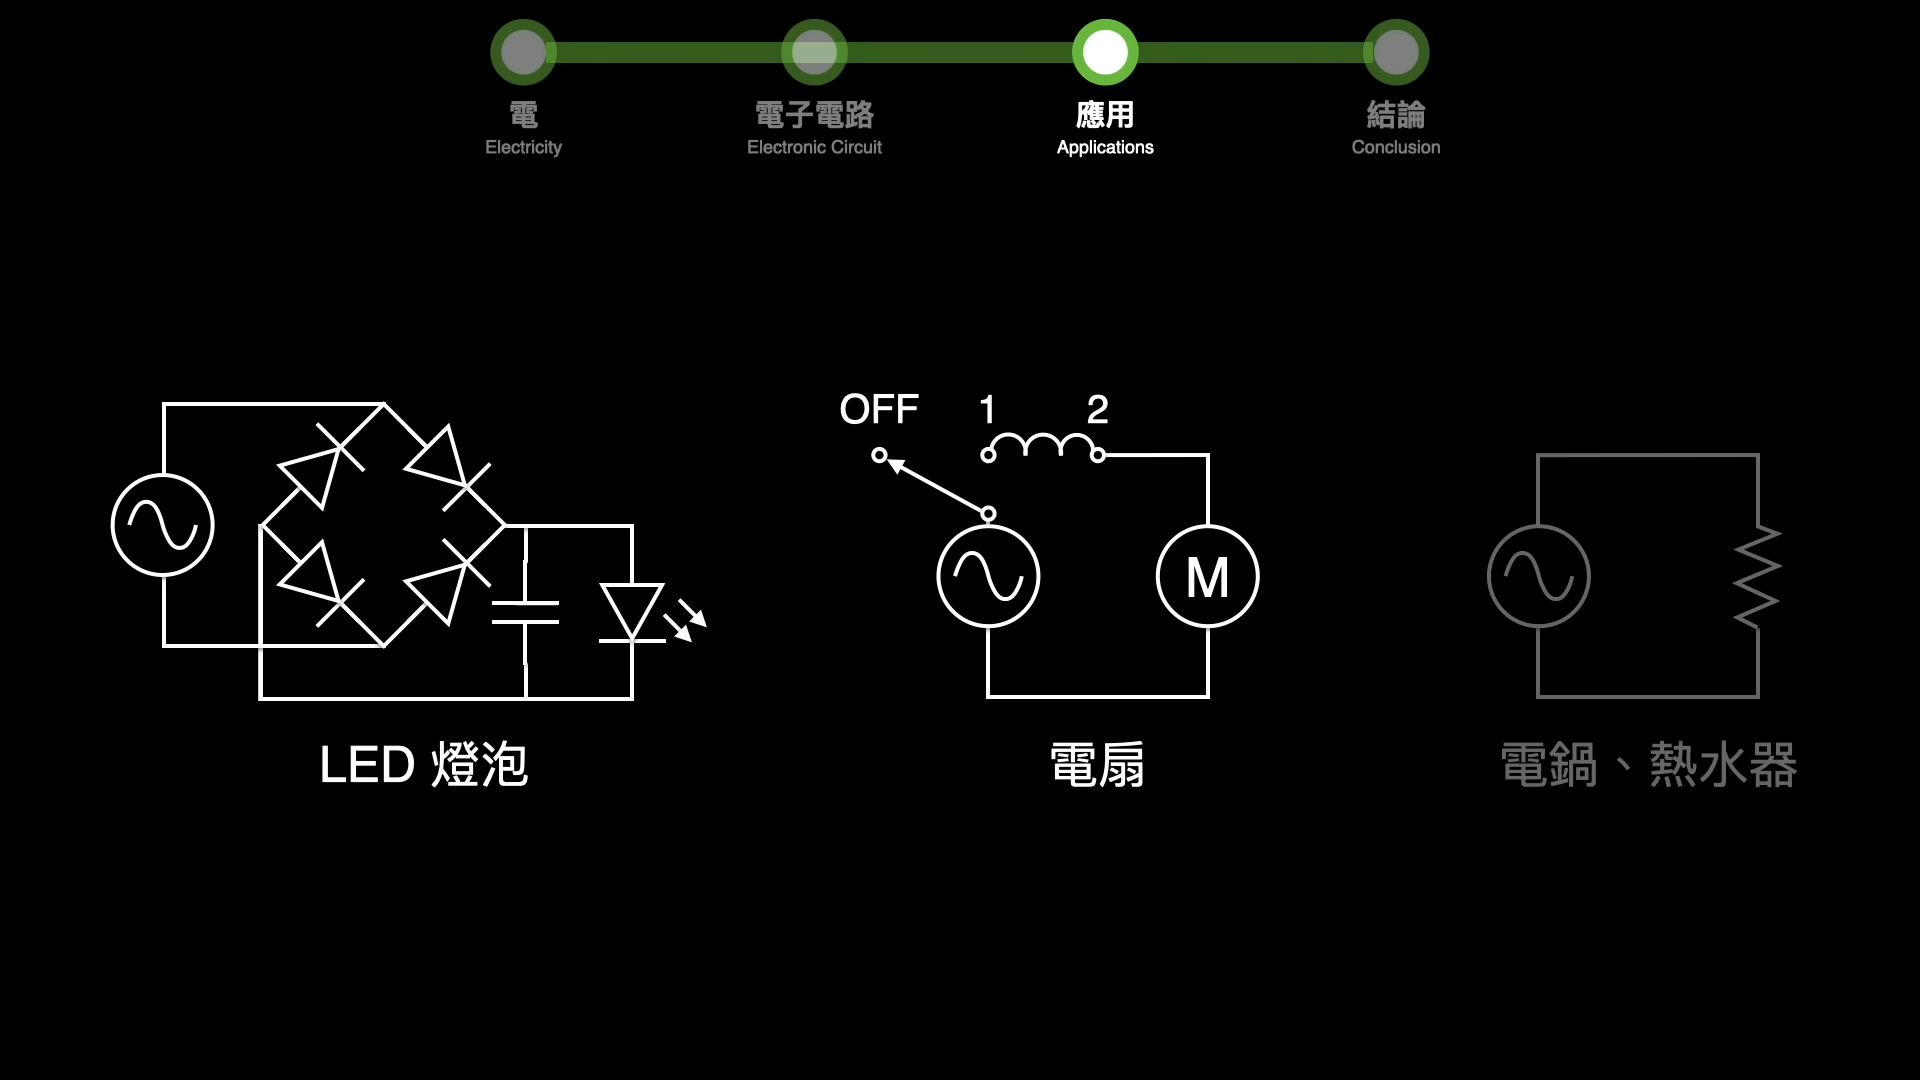 電
Electricity
電子電路
Electronic Circuit
應用
Applications
結論
Conclusion
OFF
1
2
M
LED 燈泡
電扇
電鍋、熱水器